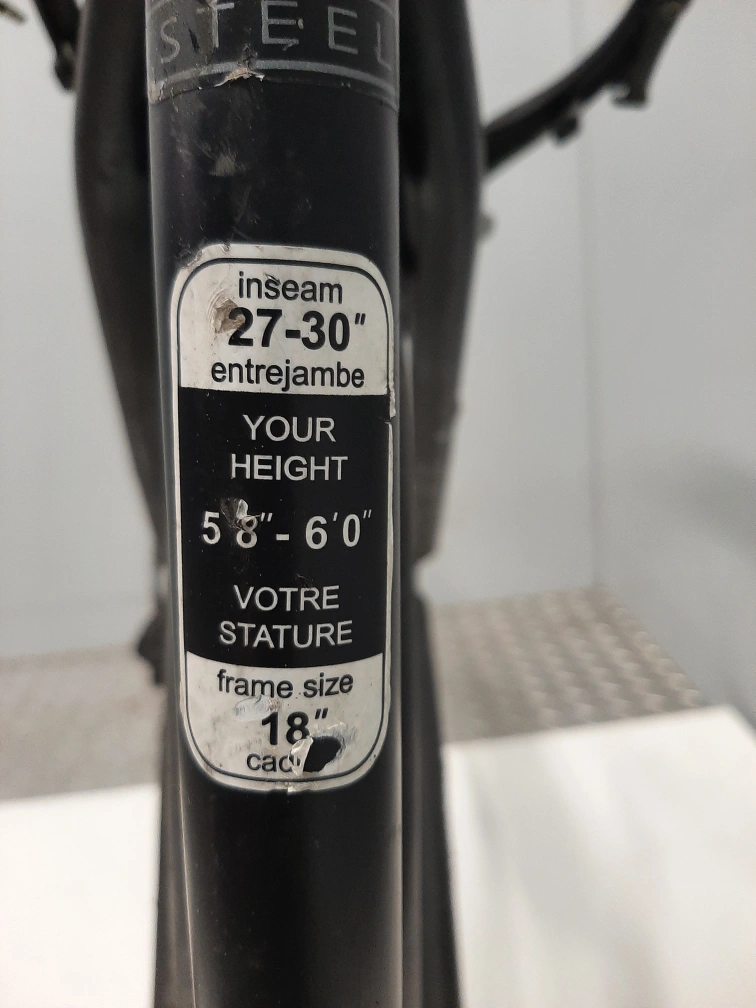 STEEL
inseam
27-30"
entrejambe
YOUR
HEIGHT
5'8"- 6'0"
VOTRE
STATURE
frame size
18"